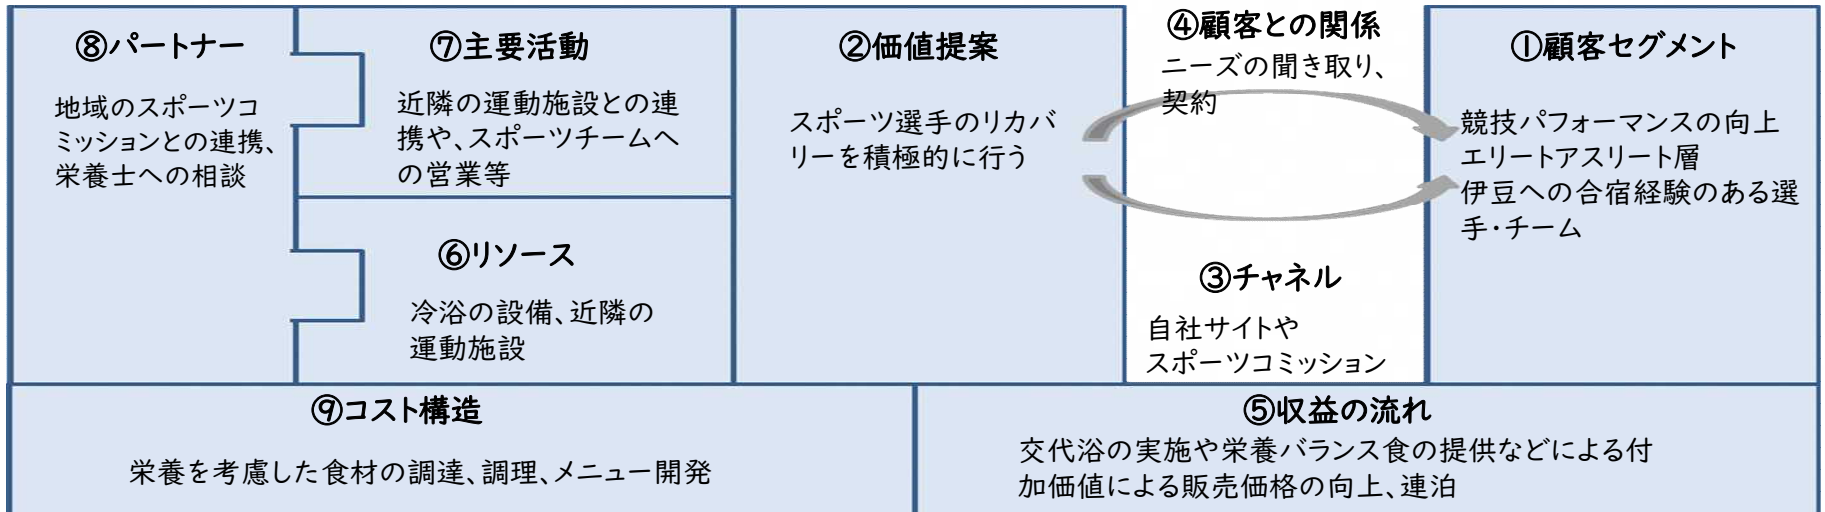 ⑧パートナー
地域のスポーツコ
ミッションとの連携、
栄養士への相談
⑦主要活動
近隣の運動施設との連
携や、スポーツチームへ
の営業等
⑥リソース
冷浴の設備、近隣の
運動施設
②価値提案
スポーツ選手のリカバ
リーを積極的に行う
④顧客との関係
ニーズの聞き取り、
契約
③チャネル
自社サイトや
スポーツコミッション
①顧客セグメント
競技パフォーマンスの向上
エリートアスリート層
伊豆への合宿経験のある選
手・チーム
⑨コスト構造
栄養を考慮した食材の調達、調理、メニュー開発
⑤収益の流れ
交代浴の実施や栄養バランス食の提供などによる付
加価値による販売価格の向上、連泊